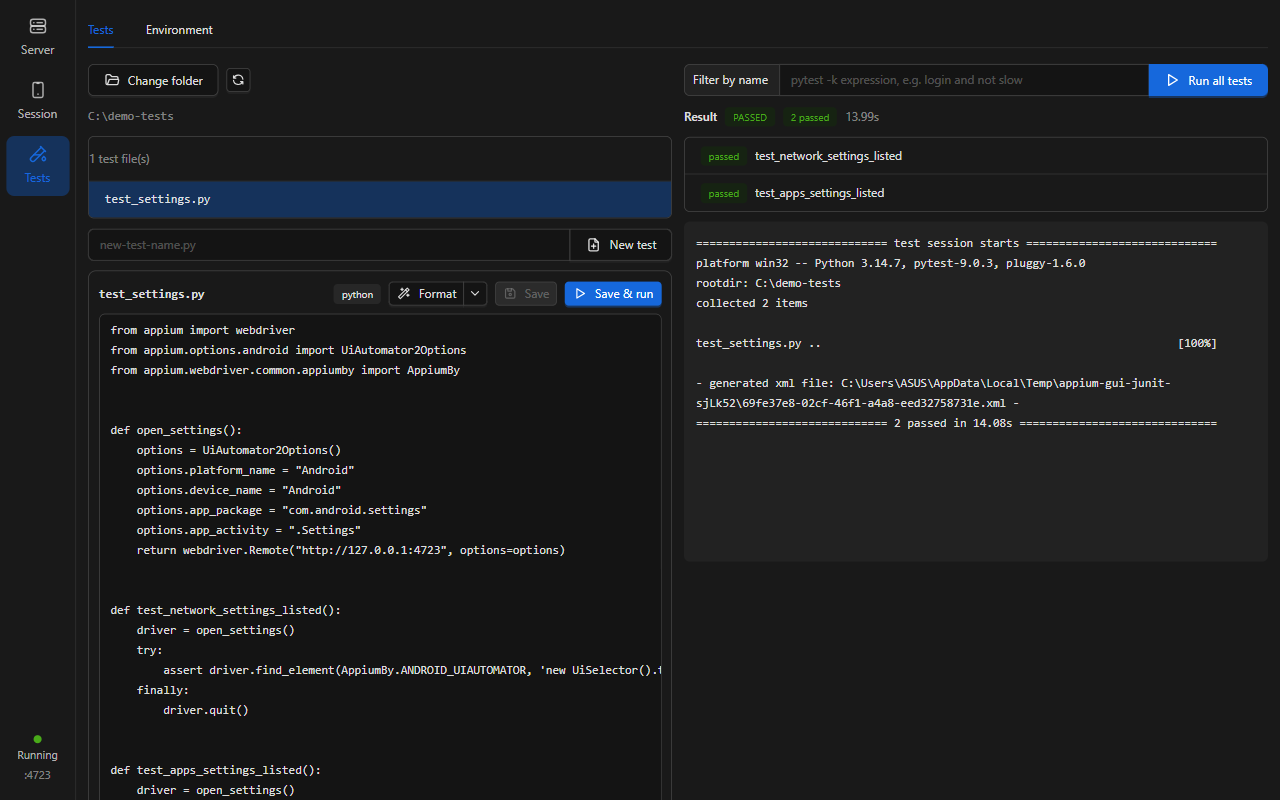 Server
Session
Tests
Running
:4723
Tests
Environment
Change folder
C:\demo-tests
1 test file(s)
test_settings.py
new-test-name.py
New test
test_settings.py
python
Format
Save
Save & run
from appium import webdriver
from appium.options.android import UiAutomator2Options
from appium.webdriver.common.appiumby import AppiumBy
def open_settings():
    options = UiAutomator2Options()
    options.platform_name = "Android"
    options.device_name = "Android"
    options.app_package = "com.android.settings"
    options.app_activity = ".Settings"
    return webdriver.Remote("http://127.0.0.1:4723", options=options)
def test_network_settings_listed():
    driver = open_settings()
    try:
        assert driver.find_element(AppiumBy.ANDROID_UIAUTOMATOR, 'new UiSelector().t
    finally:
        driver.quit()
def test_apps_settings_listed():
    driver = open_settings()
Filter by name
pytest -k expression, e.g. login and not slow
Run all tests
Result
PASSED
2 passed
13.99s
passed
test_network_settings_listed
passed
test_apps_settings_listed
============================= test session starts =============================
platform win32 -- Python 3.14.7, pytest-9.0.3, pluggy-1.6.0
rootdir: C:\demo-tests
collected 2 items
test_settings.py .. [100%]
- generated xml file: C:\Users\ASUS\AppData\Local\Temp\appium-gui-junit-
sjLk52\69fe37e8-02cf-46f1-a4a8-eed32758731e.xml -
============================= 2 passed in 14.08s ==============================